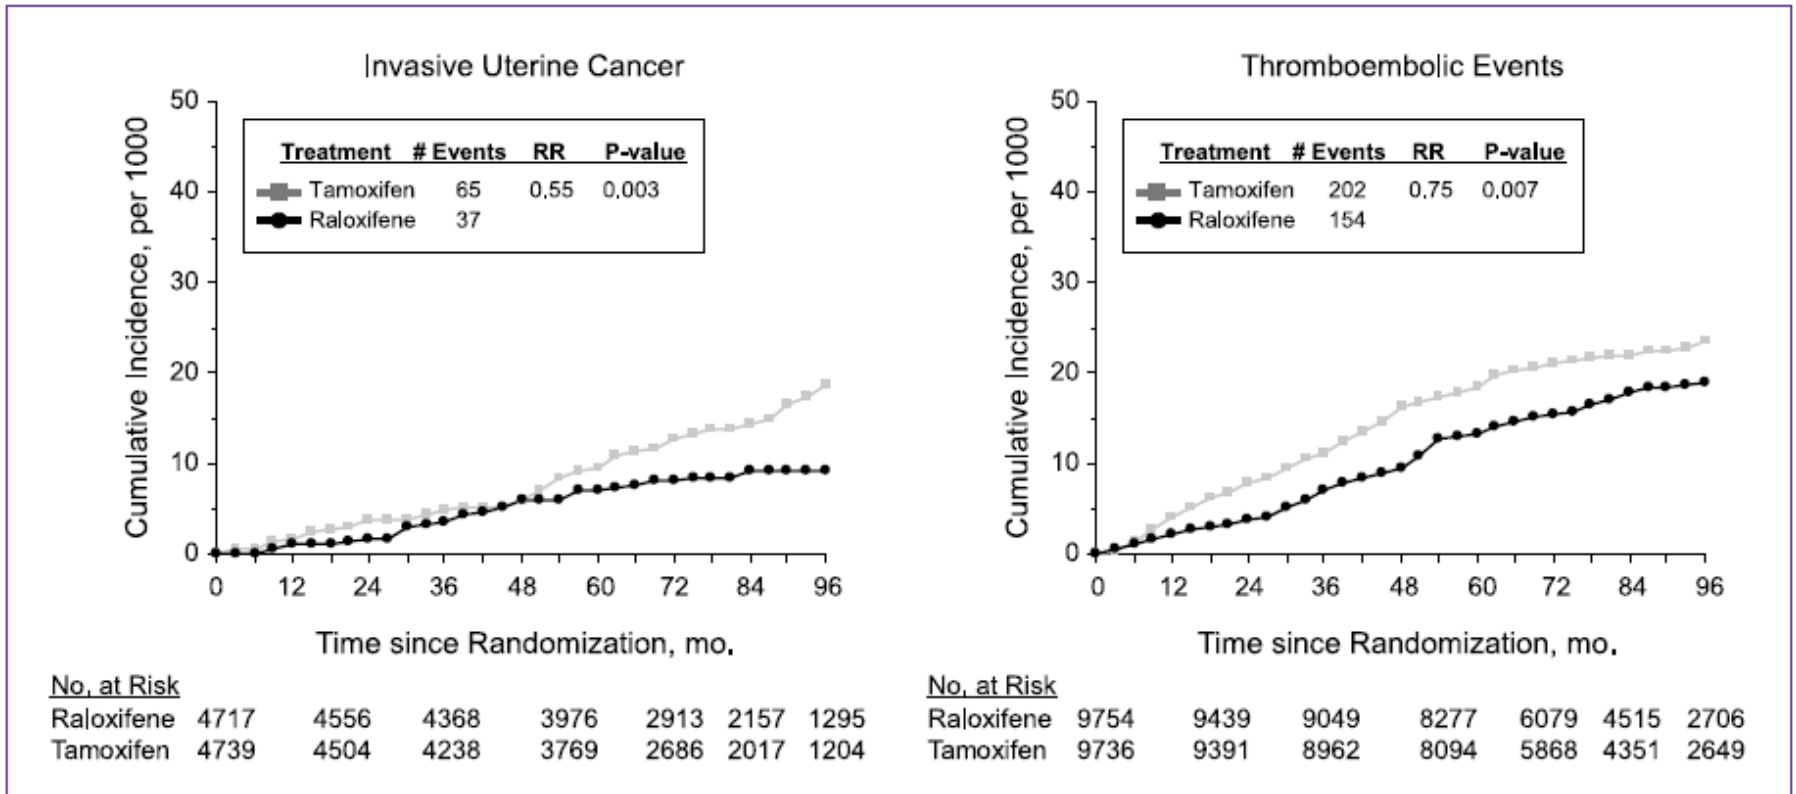 Invasive Uterine Cancer
Cumulative Incidence, per 1000
50
40
30
20
10
0
Treatment # Events RR P-value
Tamoxifen 65 0.55 0.003
Raloxifene 37
0 12 24 36 48 60 72 84 96
Time since Randomization, mo.
No. at Risk
Raloxifene 4717 4556 4368 3976 2913 2157 1295
Tamoxifen 4739 4504 4238 3769 2686 2017 1204
Thromboembolic Events
Cumulative Incidence, per 1000
50
40
30
20
10
0
Treatment # Events RR P-value
Tamoxifen 202 0.75 0.007
Raloxifene 154
0 12 24 36 48 60 72 84 96
Time since Randomization, mo.
No. at Risk
Raloxifene 9754 9439 9049 8277 6079 4515 2706
Tamoxifen 9736 9391 8962 8094 5868 4351 2649